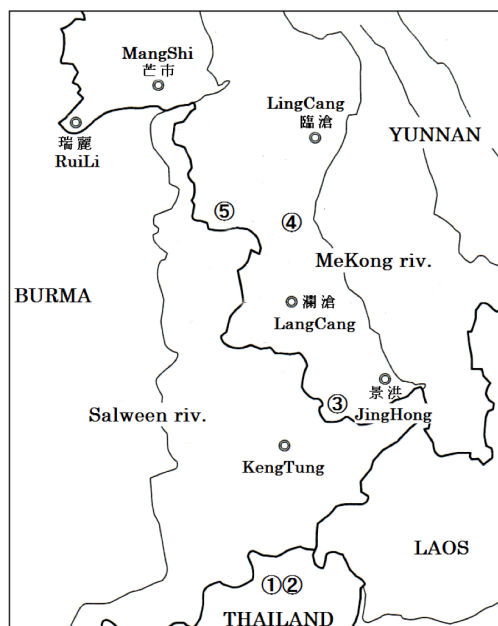 MangShi
芒市
LingCang
臨滄
YUNNAN
瑞麗
RuiLi
⑤
④
MeKong riv.
BURMA
瀾滄
LangCang
景洪
③
JingHong
Salween riv.
KengTung
LAOS
①②
THAILAND